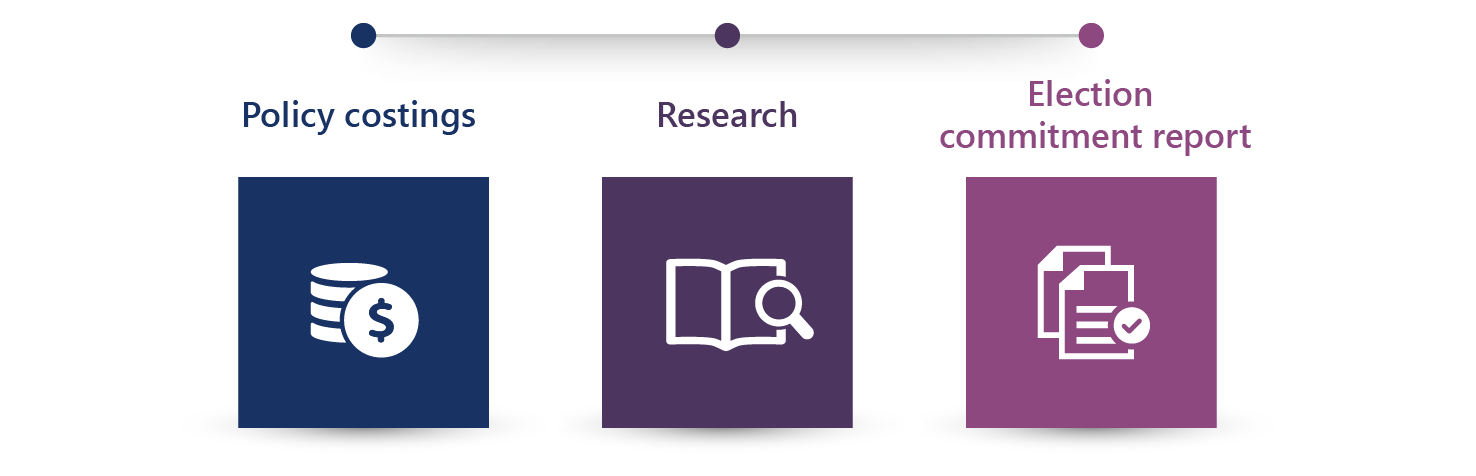 Policy costings
Research
Election
commitment report
$